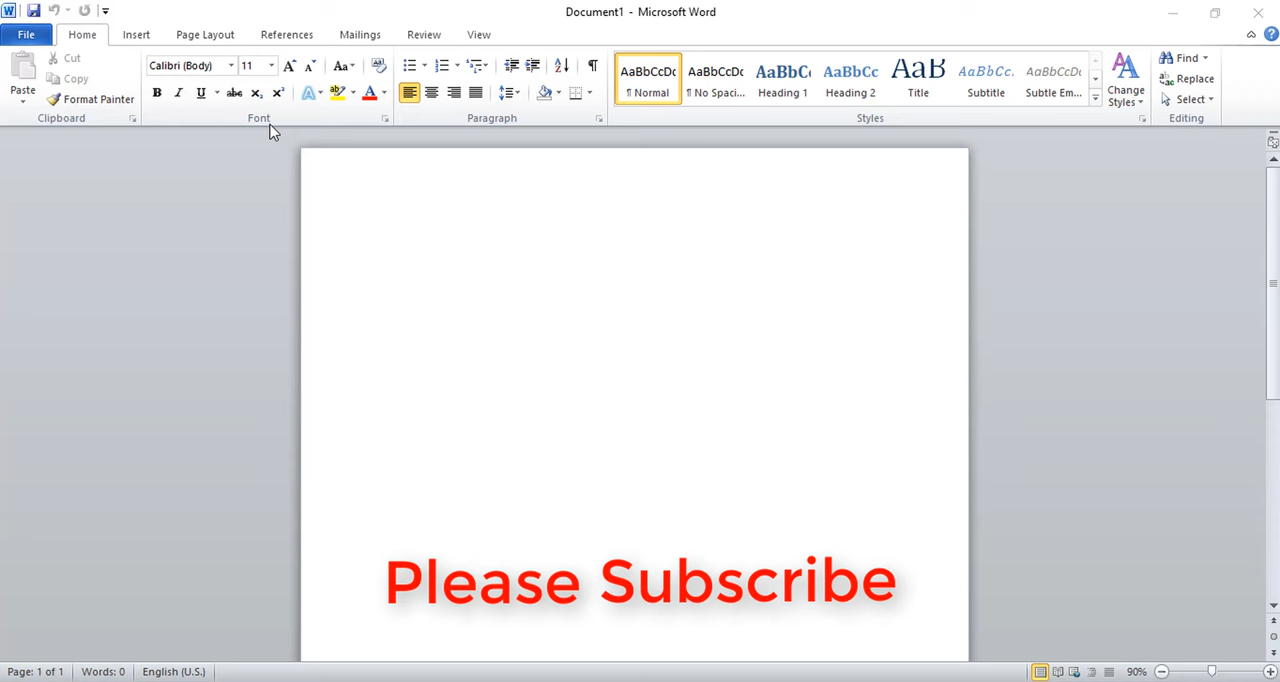 Document1 - Microsoft Word
File Home Insert Page Layout References Mailings Review View
Paste
Cut
Copy
Format Painter
Clipboard
Calibri (Body) 11
Font
Paragraph
AaBbCcDc AaBbCcDc AaBbC AaBbCc AaB AaBbCc. AaBbCcDc
¶ Normal ¶ No Spaci... Heading 1 Heading 2 Title Subtitle Subtle Em...
Change
Styles
Styles
Find
Replace
Select
Editing
Please Subscribe
Page: 1 of 1 Words: 0 English (U.S.) 90%